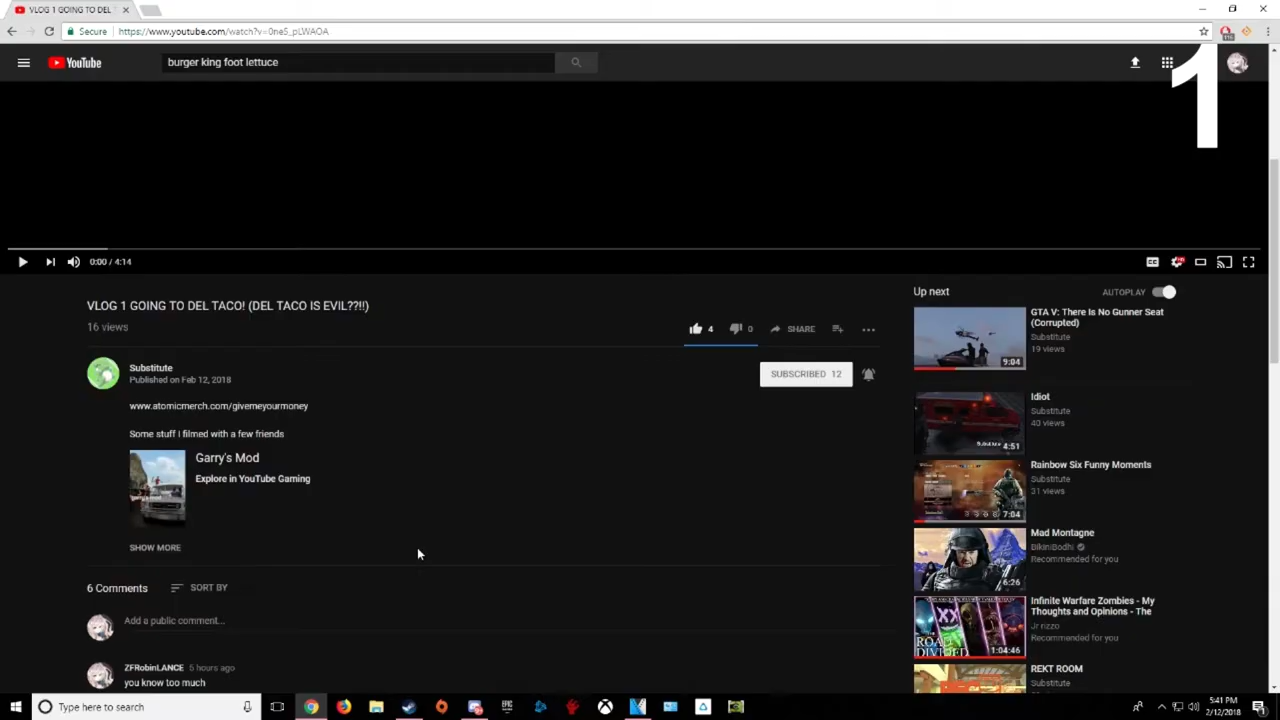 VLOG 1 GOING TO DEL
Secure
https://www.youtube.com/watch?v=0ne5_pLWAOA
116
YouTube
burger king foot lettuce
1
0:00 / 4:14
VLOG 1 GOING TO DEL TACO! (DEL TACO IS EVIL??!!)
16 views
4
0
SHARE
Substitute
Published on Feb 12, 2018
SUBSCRIBED 12
www.atomicmerch.com/givemeyourmoney
Some stuff I filmed with a few friends
Garry's Mod
Explore in YouTube Gaming
SHOW MORE
6 Comments
SORT BY
Add a public comment...
ZFRobinLANCE 5 hours ago
you know too much
Up next
AUTOPLAY
GTA V: There Is No Gunner Seat
(Corrupted)
Substitute
19 views
9:04
Idiot
Substitute
40 views
4:51
Rainbow Six Funny Moments
Substitute
31 views
7:04
Mad Montagne
BikiniBodhi
Recommended for you
6:26
Infinite Warfare Zombies - My
Thoughts and Opinions - The
Jr rizzo
Recommended for you
ROAD
DIVIDED
1:04:46
REKT ROOM
Substitute
Type here to search
EPIC
5:41 PM
2/12/2018